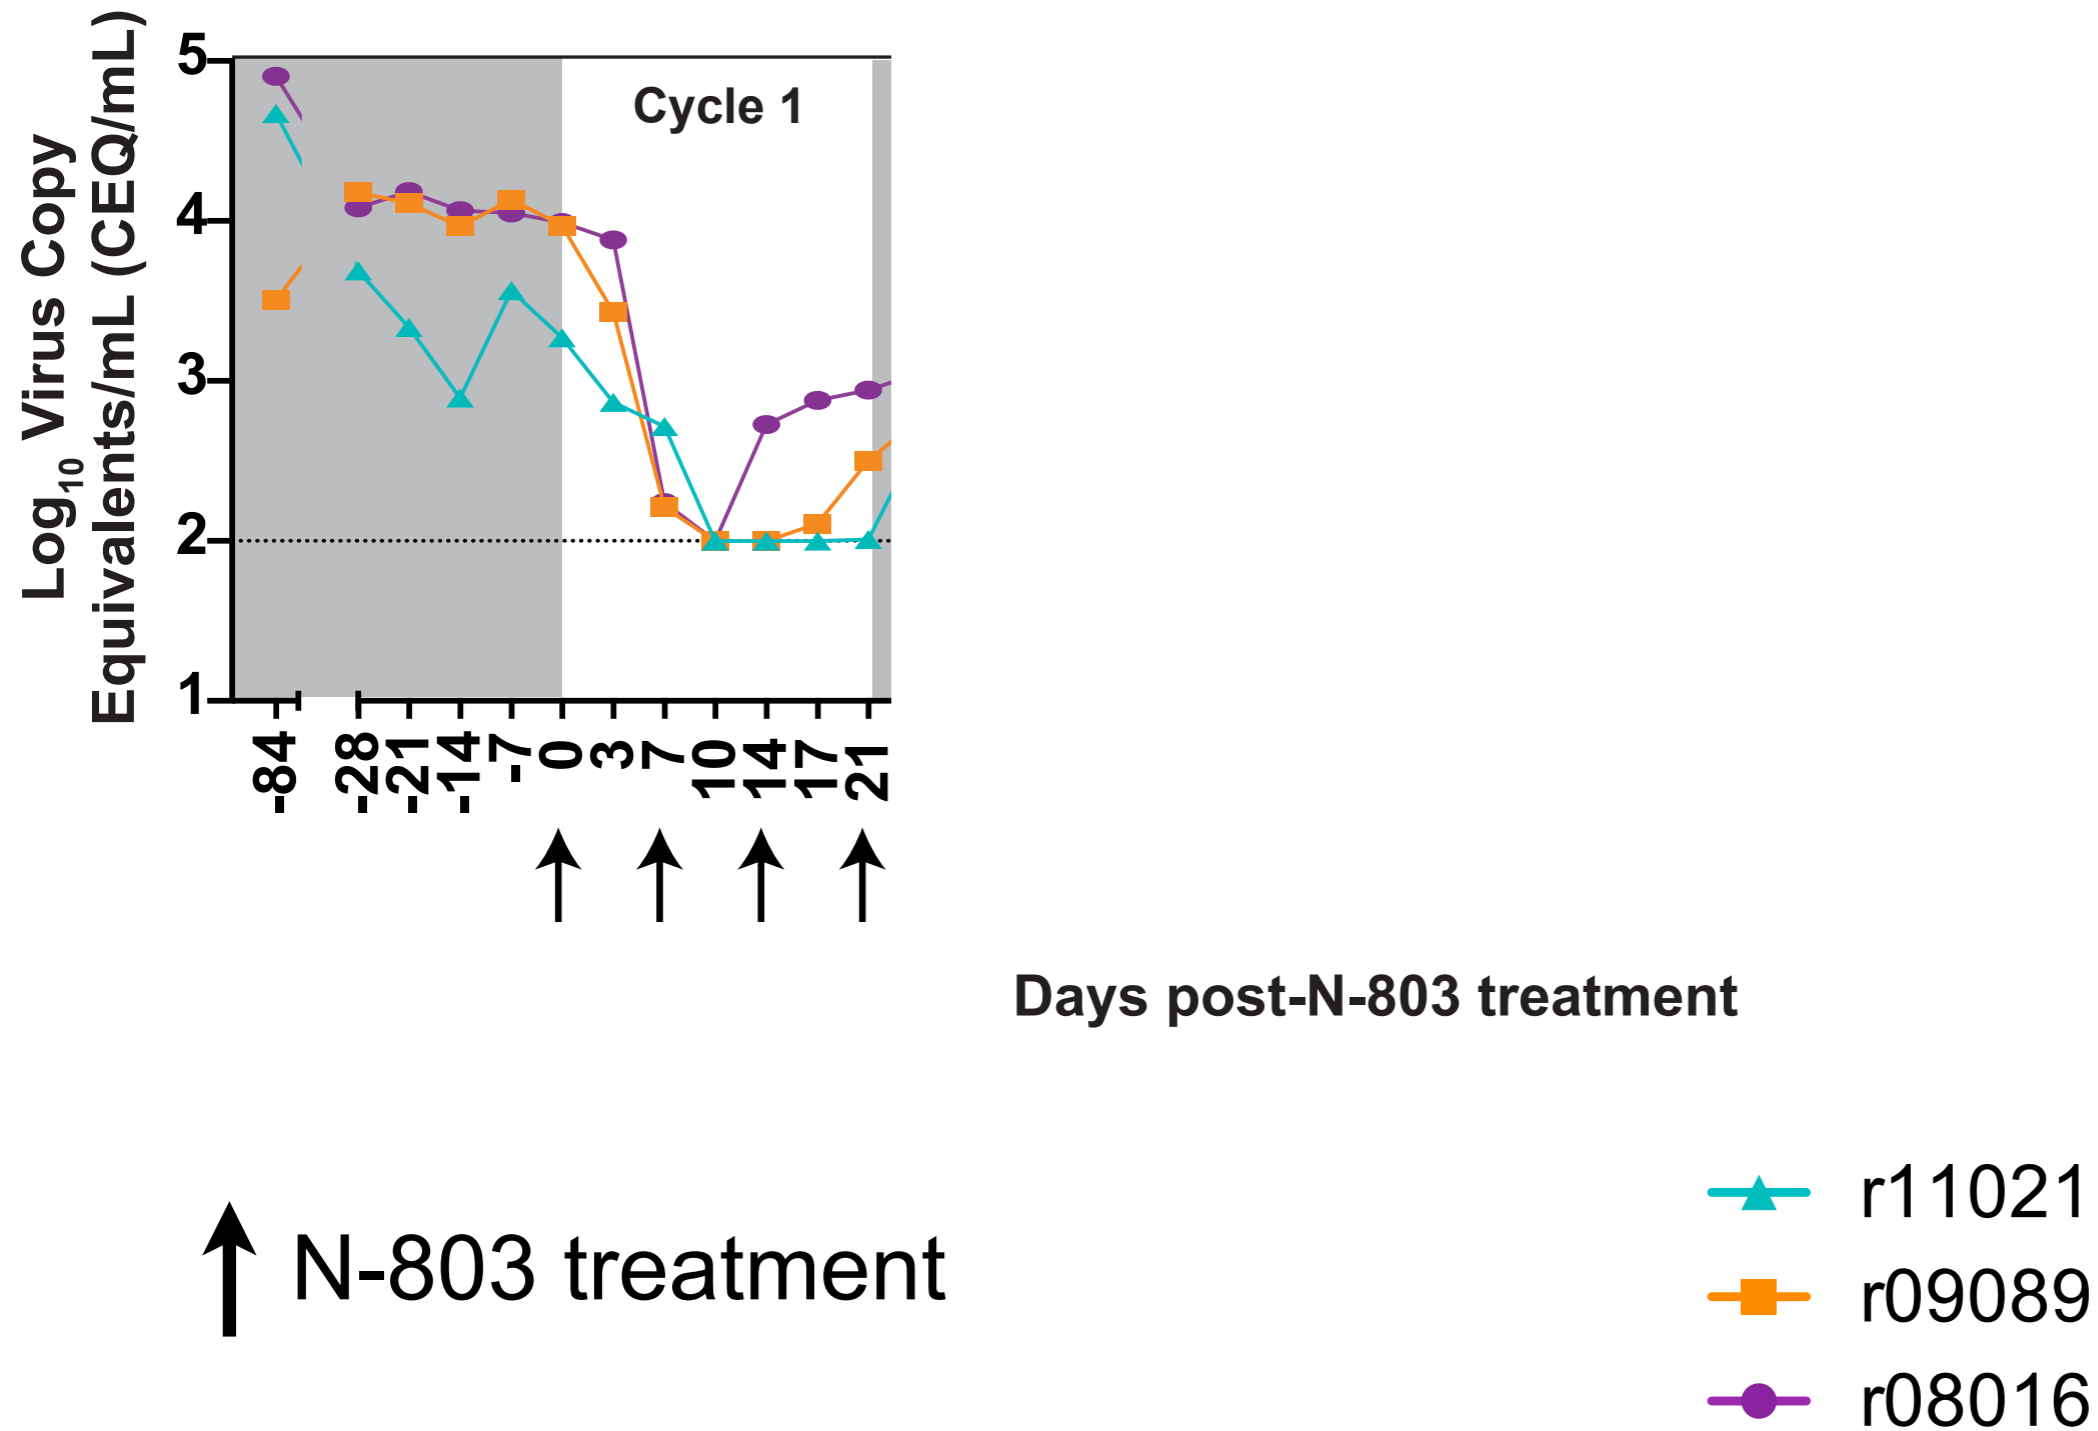 Log10 Virus Copy
Equivalents/mL (CEQ/mL)
5
4
3
2
1
Cycle 1
-84 -28 -21 -14 -7 0 3 7 10 14 17 21
Days post-N-803 treatment
N-803 treatment
r11021
r09089
r08016